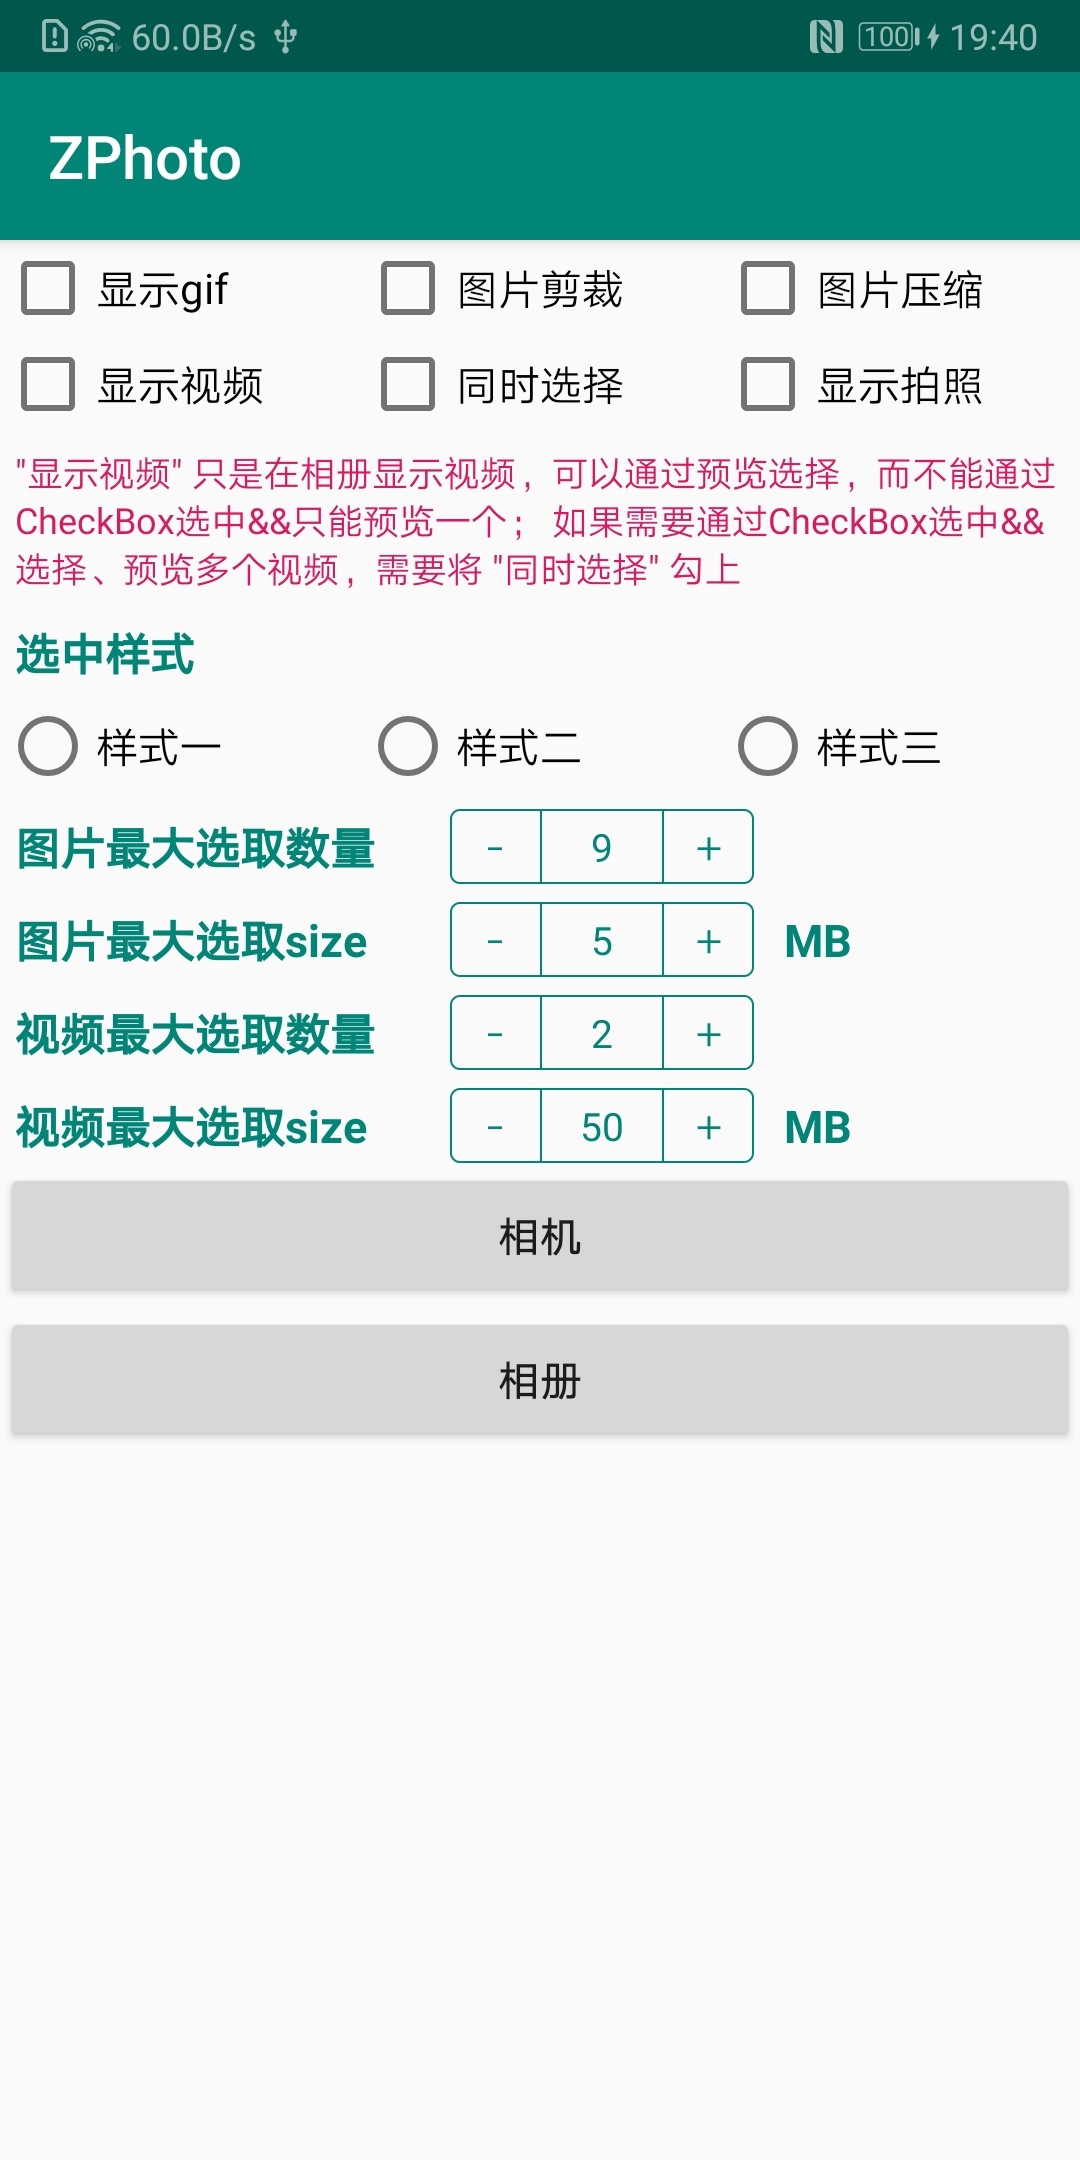 60.0B/s 100 19:40
ZPhoto
显示gif 图片剪裁 图片压缩
显示视频 同时选择 显示拍照
"显示视频" 只是在相册显示视频，可以通过预览选择，而不能通过
CheckBox选中&&只能预览一个； 如果需要通过CheckBox选中&&
选择、预览多个视频，需要将 "同时选择" 勾上
选中样式
样式一 样式二 样式三
图片最大选取数量 - 9 +
图片最大选取size - 5 + MB
视频最大选取数量 - 2 +
视频最大选取size - 50 + MB
相机
相册